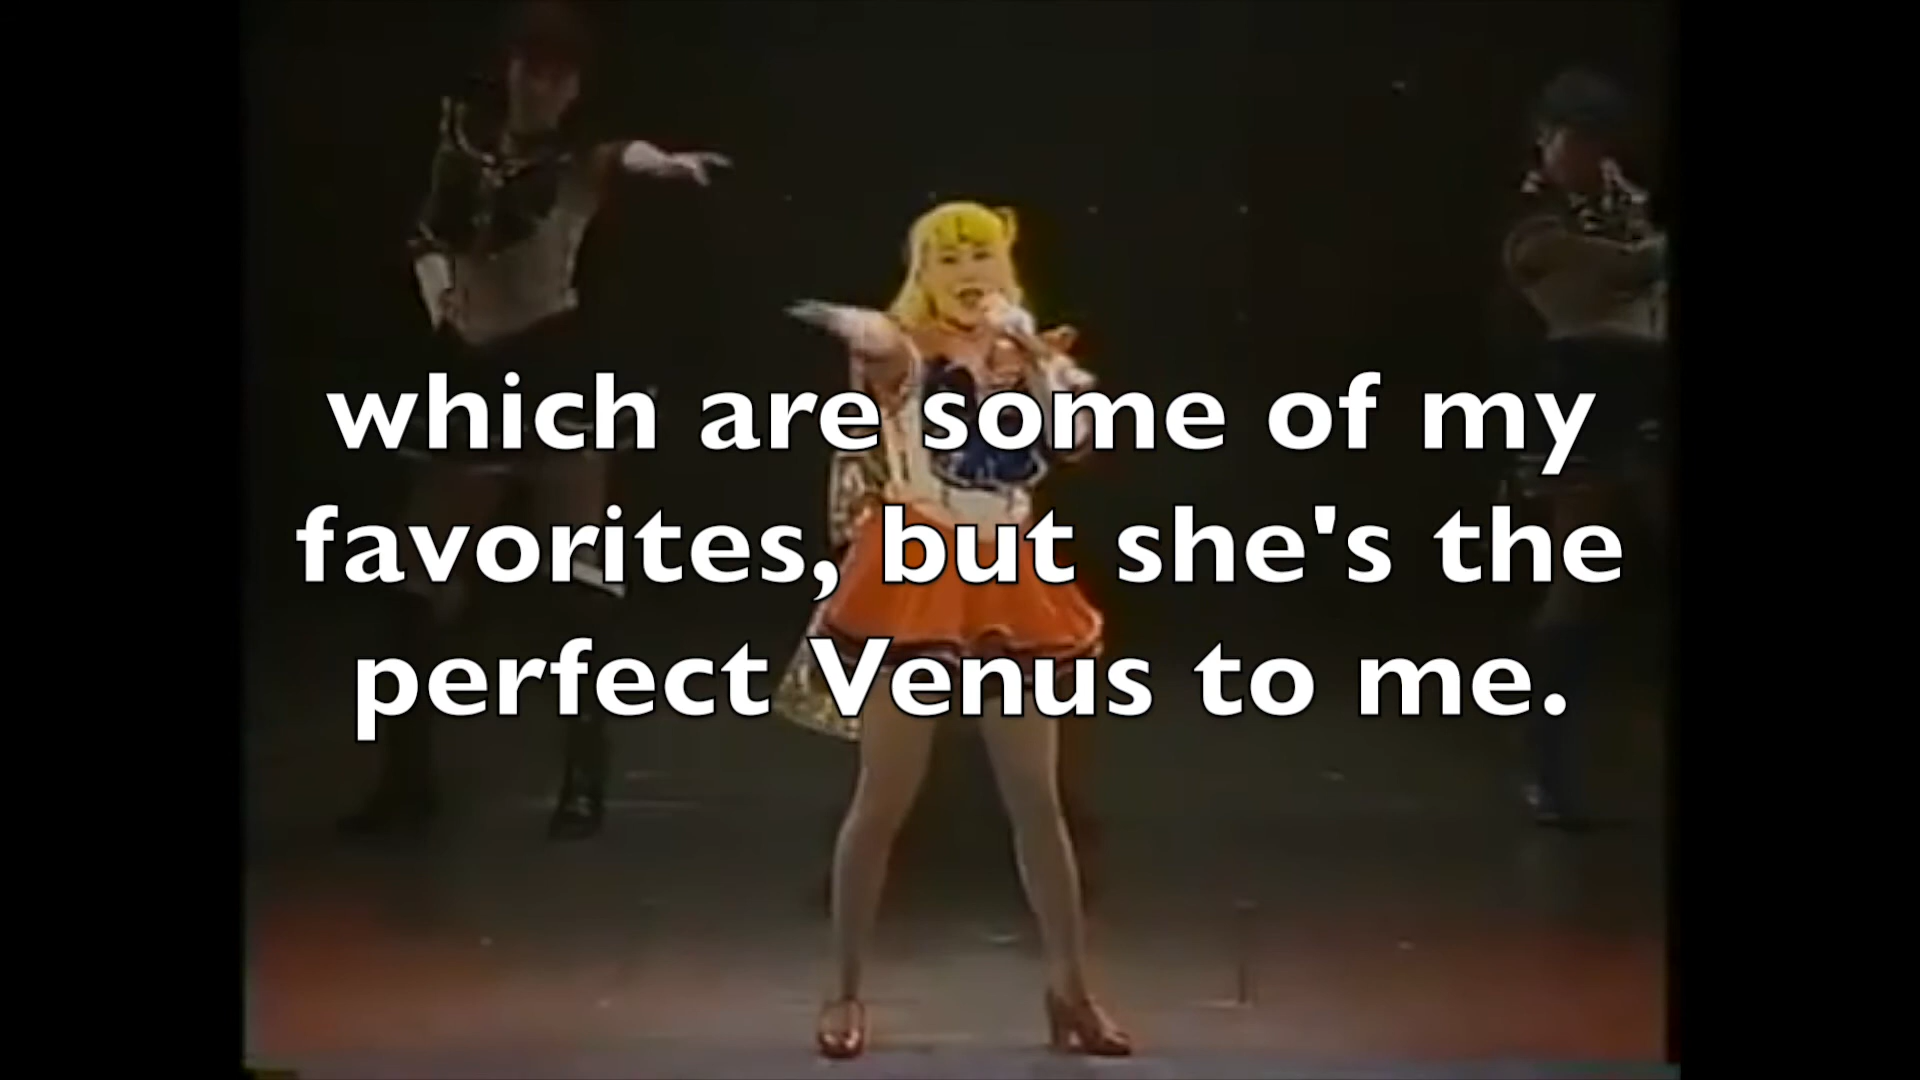 which are some of my
favorites, but she's the
perfect Venus to me.